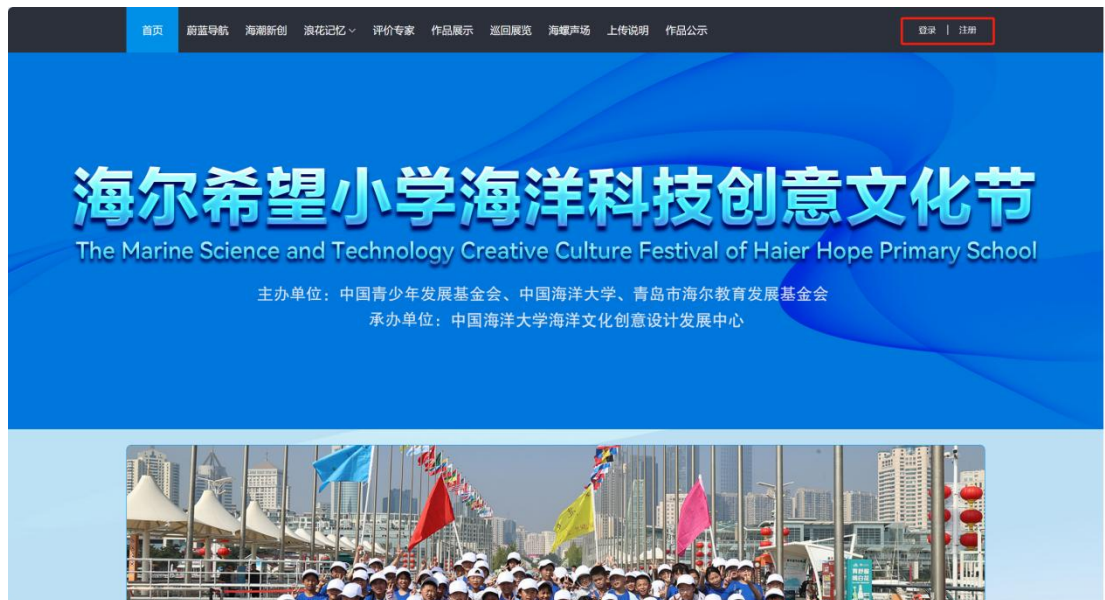 首页 蔚蓝导航 海潮新创 浪花记忆 评价专家 作品展示 巡回展览 海螺声场 上传说明 作品公示 登录 | 注册
海尔希望小学海洋科技创意文化节
The Marine Science and Technology Creative Culture Festival of Haier Hope Primary School
主办单位：中国青少年发展基金会、中国海洋大学、青岛市海尔教育发展基金会
承办单位：中国海洋大学海洋文化创意设计发展中心